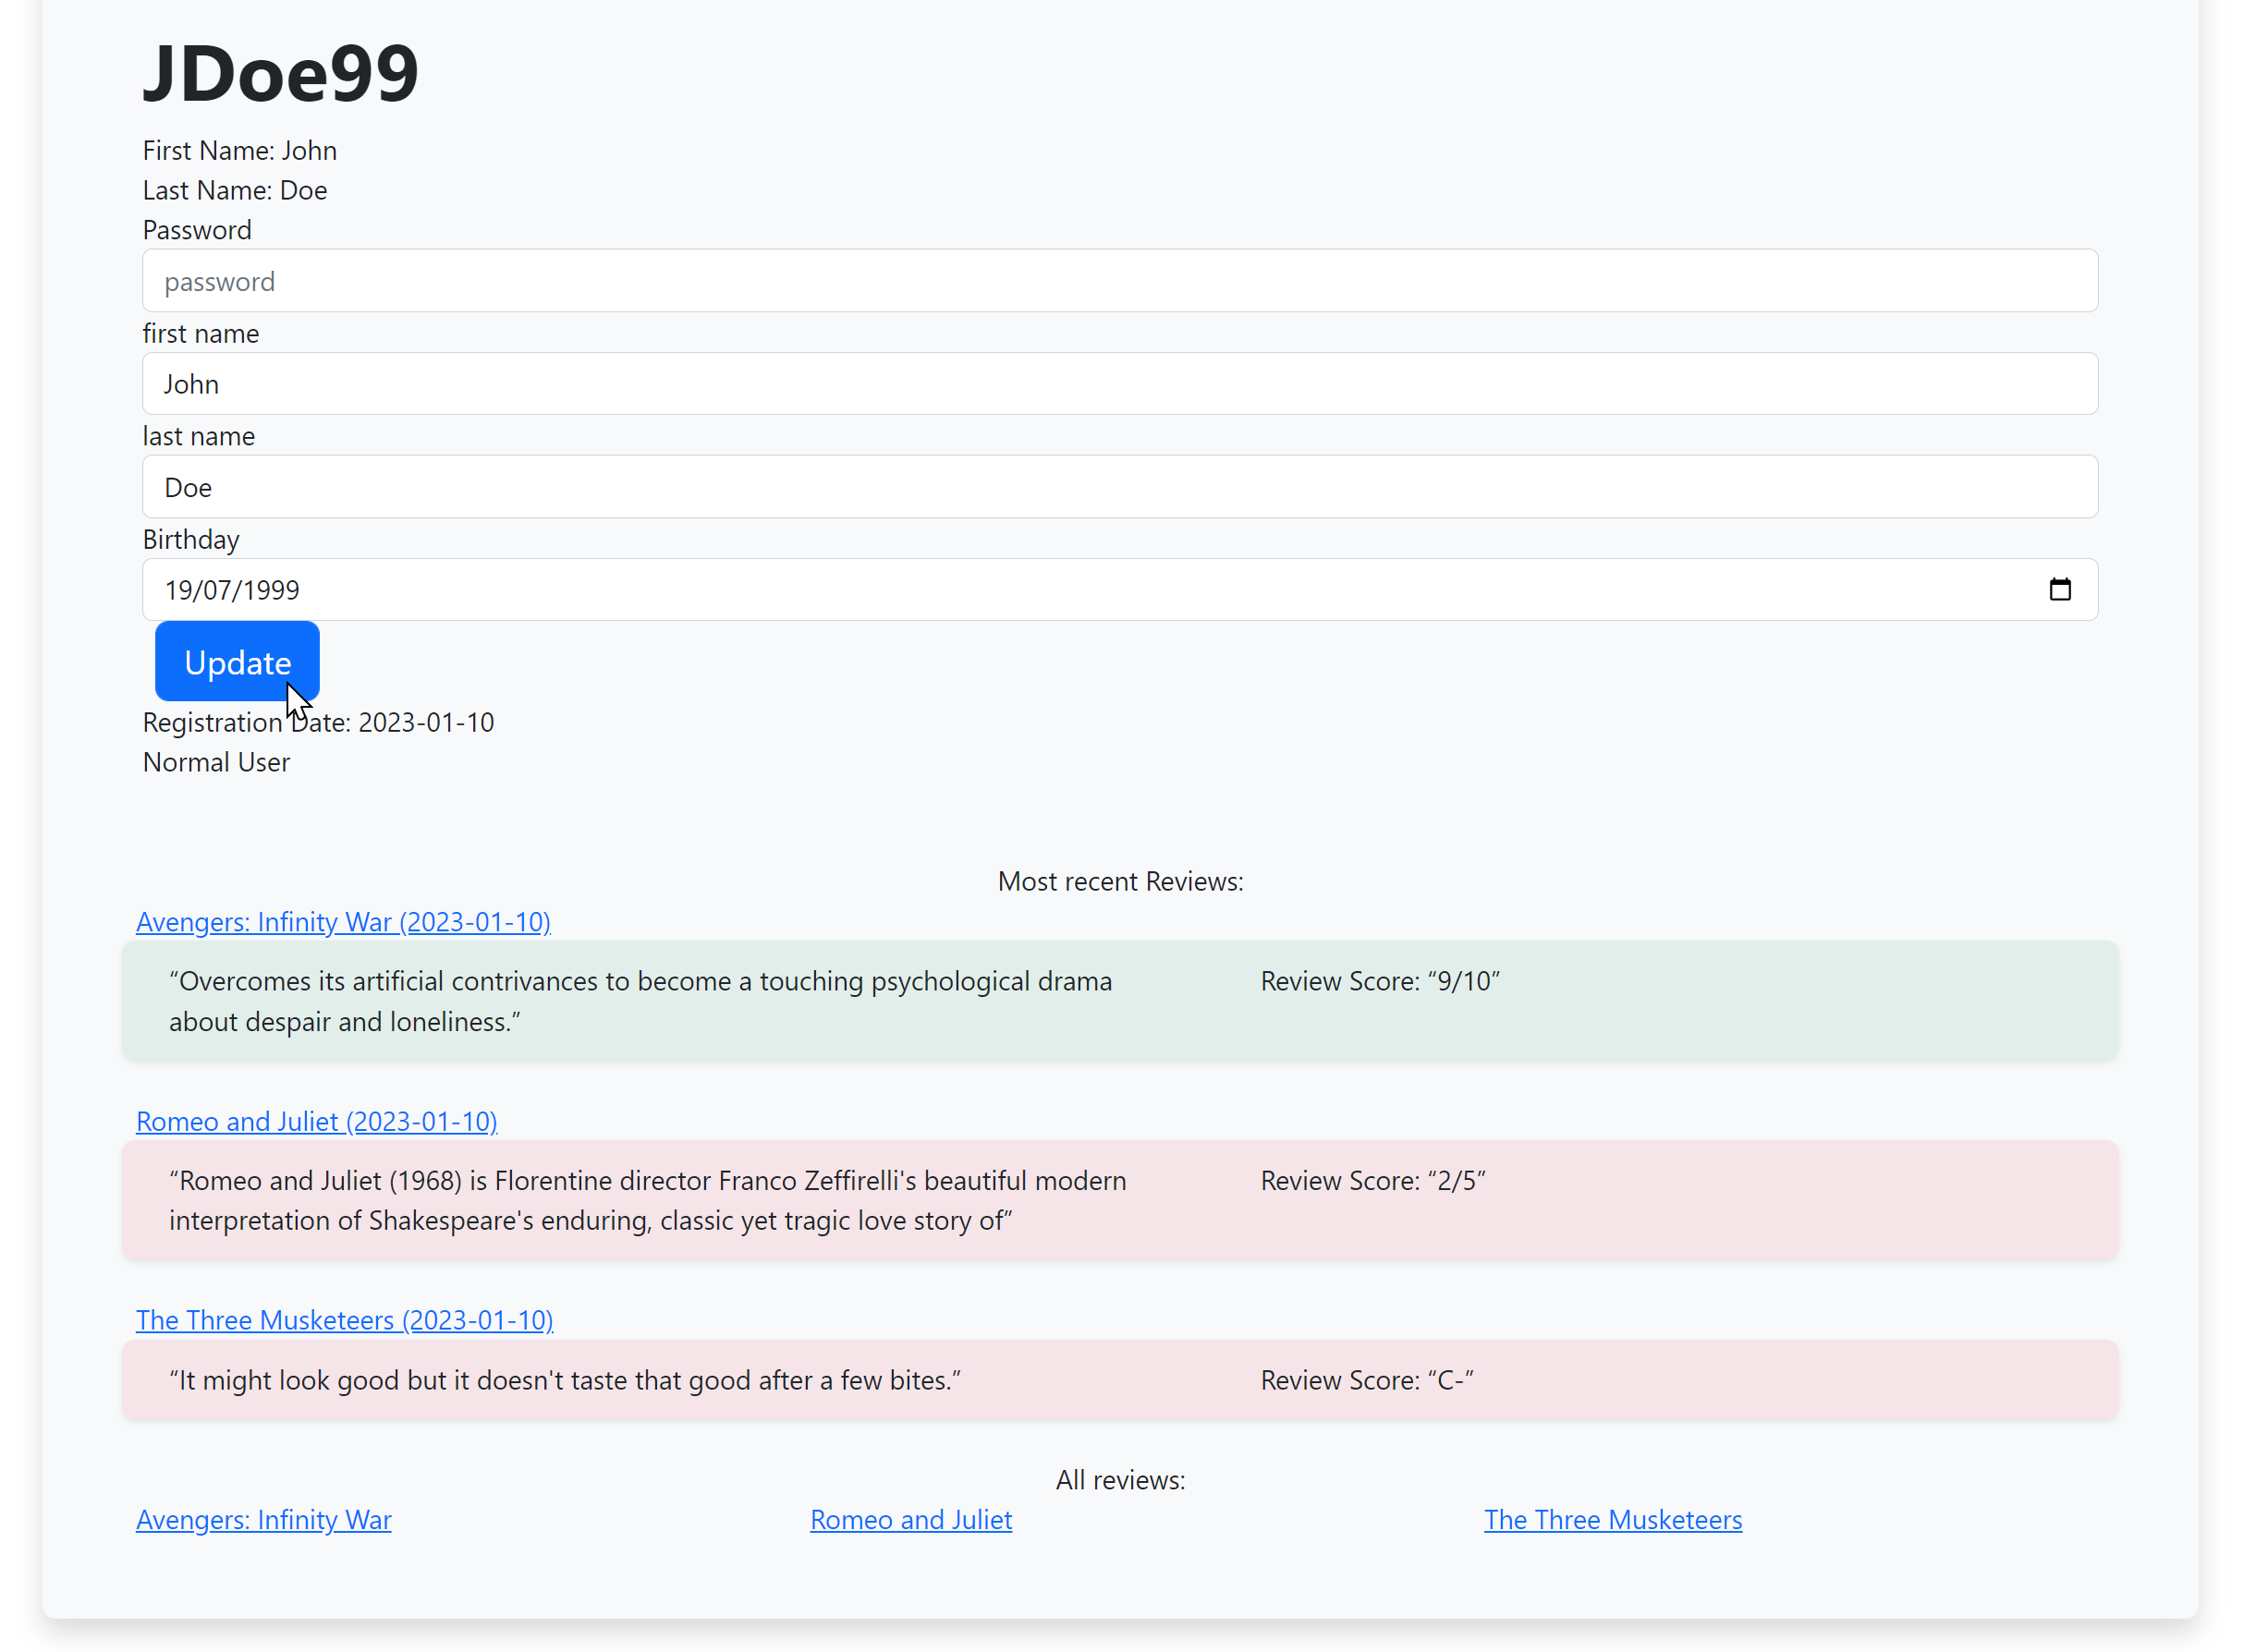 JDoe99
First Name: John
Last Name: Doe
Password
password
first name
John
last name
Doe
Birthday
19/07/1999
Update
Registration Date: 2023-01-10
Normal User
Most recent Reviews:
Avengers: Infinity War (2023-01-10)
“Overcomes its artificial contrivances to become a touching psychological drama
about despair and loneliness.”
Review Score: “9/10”
Romeo and Juliet (2023-01-10)
“Romeo and Juliet (1968) is Florentine director Franco Zeffirelli's beautiful modern
interpretation of Shakespeare's enduring, classic yet tragic love story of”
Review Score: “2/5”
The Three Musketeers (2023-01-10)
“It might look good but it doesn't taste that good after a few bites.”
Review Score: “C-”
All reviews:
Avengers: Infinity War
Romeo and Juliet
The Three Musketeers